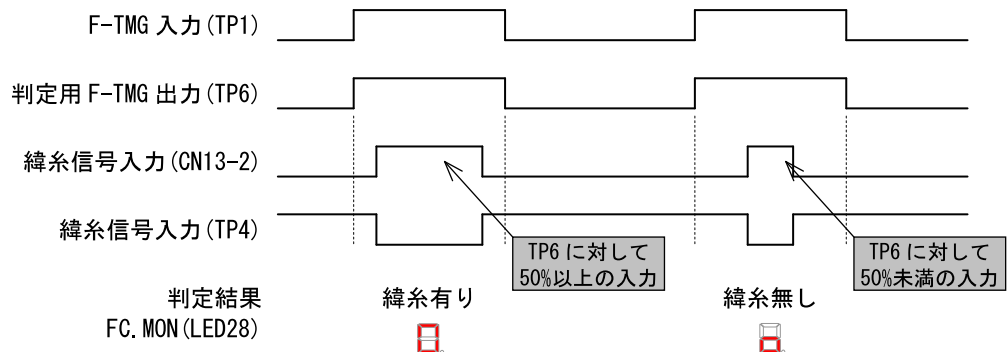 F-TMG 入力(TP1)
判定用 F-TMG 出力(TP6)
緯糸信号入力(CN13-2)
緯糸信号入力(TP4)
TP6 に対して
50%以上の入力
TP6 に対して
50%未満の入力
判定結果 緯糸有り 緯糸無し
FC.MON(LED28)